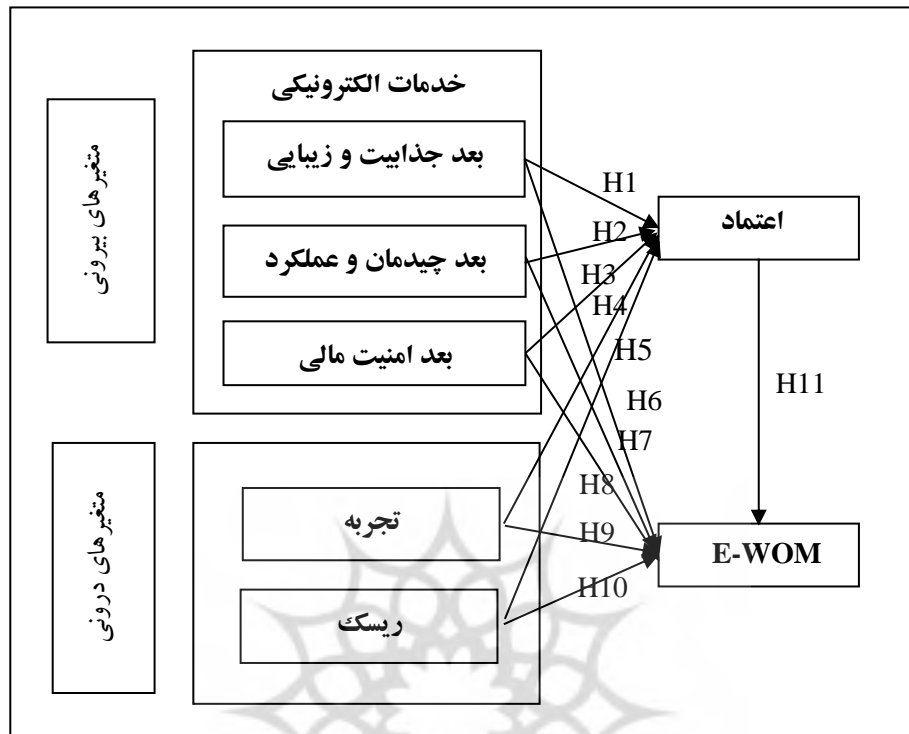 خدمات الکترونیکی
متغیرهای بیرونی
بعد جذابیت و زیبایی
بعد چیدمان و عملکرد
بعد امنیت مالی
متغیرهای درونی
تجربه
ریسک
H1
H2
H3
H4
H5
H6
H7
H8
H9
H10
اعتماد
H11
E-WOM